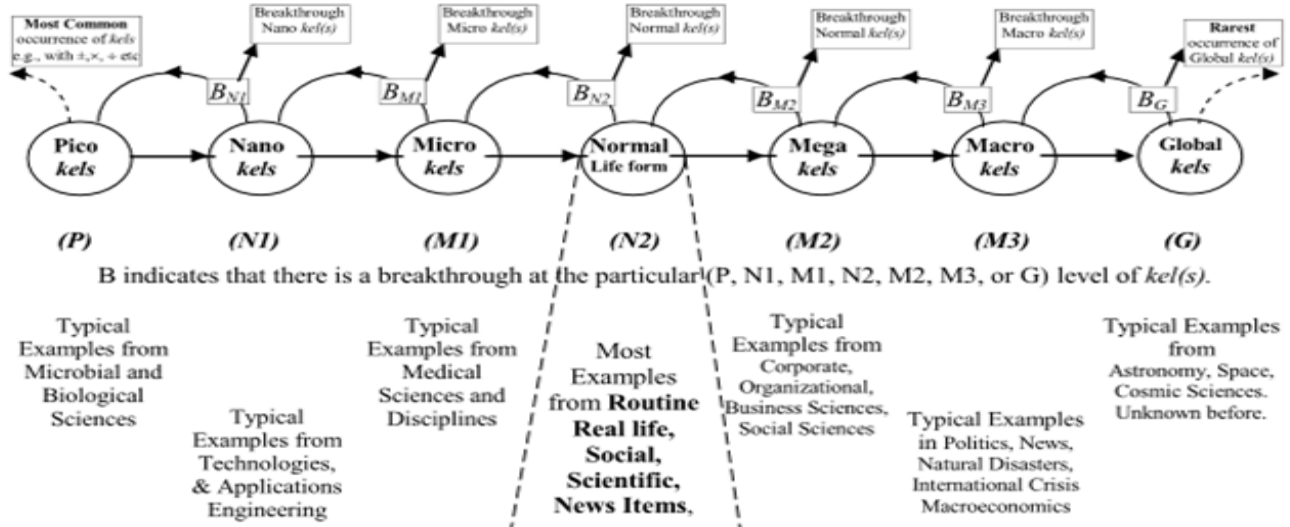 Most Common
occurrence of kels
e.g., with ±,×, ÷ etc
Breakthrough
Nano kel(s)
Breakthrough
Micro kel(s)
Breakthrough
Normal kel(s)
Breakthrough
Normal kel(s)
Breakthrough
Macro kel(s)
Rarest
occurrence of
Global kel(s)
BN1
BM1
BN2
BM2
BM3
BG
Pico
kels
Nano
kels
Micro
kels
Normal
Life form
Mega
kels
Macro
kels
Global
kels
(P)
(N1)
(M1)
(N2)
(M2)
(M3)
(G)
B indicates that there is a breakthrough at the particular (P, N1, M1, N2, M2, M3, or G) level of kel(s).
Typical
Examples from
Microbial and
Biological
Sciences
Typical
Examples from
Technologies,
& Applications
Engineering
Typical
Examples from
Medical
Sciences and
Disciplines
Most
Examples
from Routine
Real life,
Social,
Scientific,
News Items,
Typical
Examples from
Corporate,
Organizational,
Business Sciences,
Social Sciences
Typical Examples
in Politics, News,
Natural Disasters,
International Crisis
Macroeconomics
Typical Examples
from
Astronomy, Space,
Cosmic Sciences.
Unknown before.